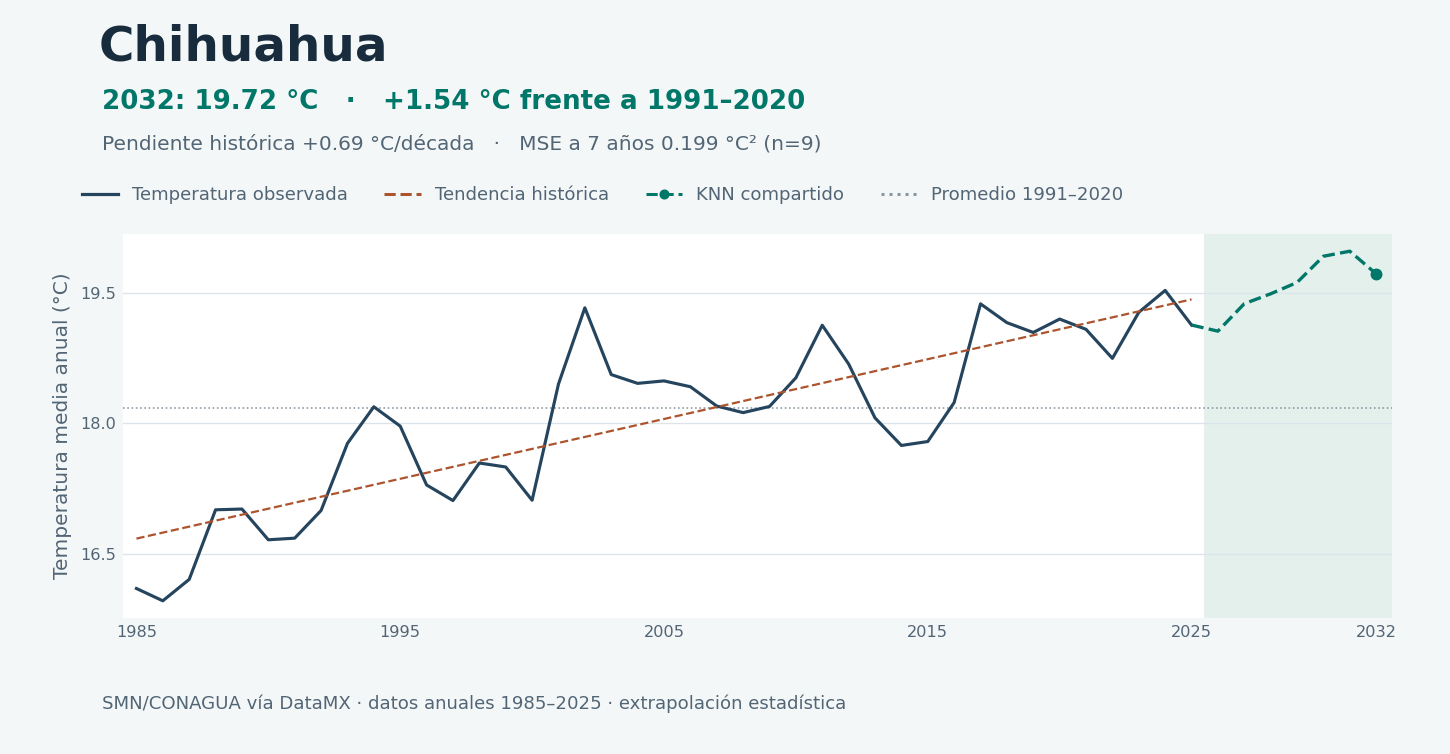 Chihuahua
2032: 19.72 °C · +1.54 °C frente a 1991–2020
Pendiente histórica +0.69 °C/década · MSE a 7 años 0.199 °C² (n=9)
Temperatura observada Tendencia histórica KNN compartido Promedio 1991–2020
Temperatura media anual (°C)
19.5
18.0
16.5
1985 1995 2005 2015 2025 2032
SMN/CONAGUA vía DataMX · datos anuales 1985–2025 · extrapolación estadística